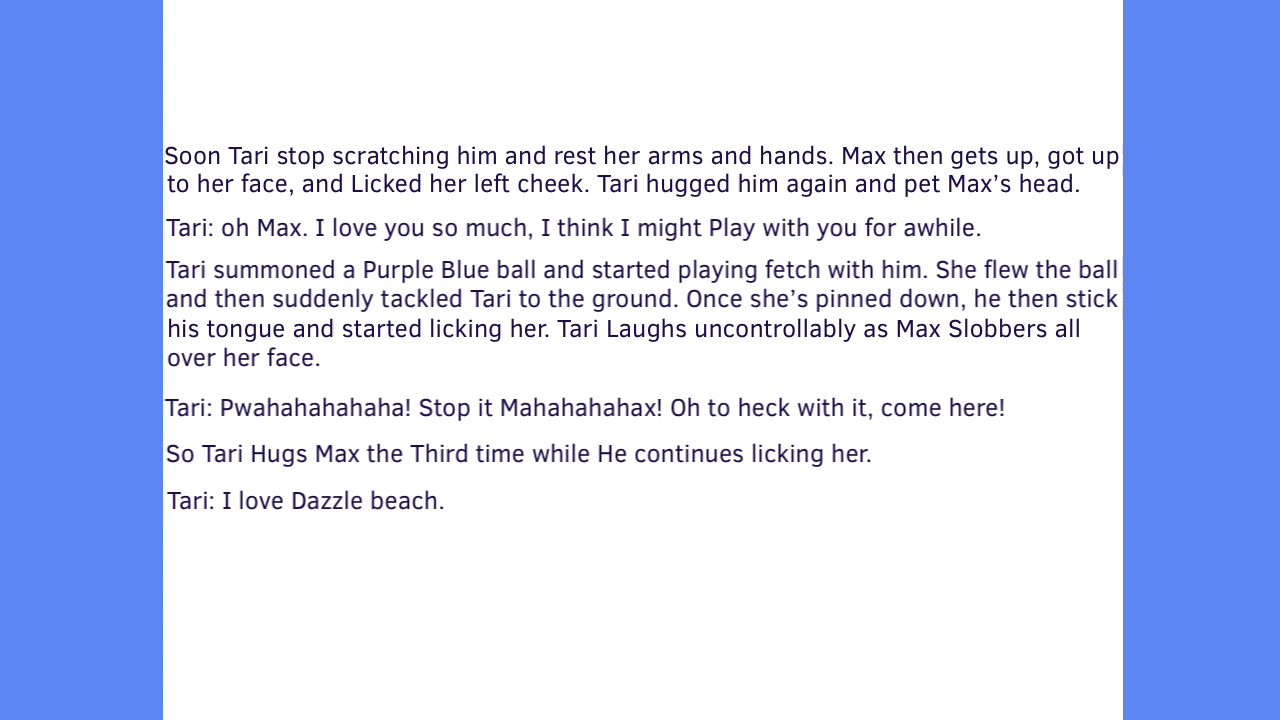 Soon Tari stop scratching him and rest her arms and hands. Max then gets up, got up
to her face, and Licked her left cheek. Tari hugged him again and pet Max’s head.
Tari: oh Max. I love you so much, I think I might Play with you for awhile.
Tari summoned a Purple Blue ball and started playing fetch with him. She flew the ball
and then suddenly tackled Tari to the ground. Once she’s pinned down, he then stick
his tongue and started licking her. Tari Laughs uncontrollably as Max Slobbers all
over her face.
Tari: Pwahahahahaha! Stop it Mahahahahax! Oh to heck with it, come here!
So Tari Hugs Max the Third time while He continues licking her.
Tari: I love Dazzle beach.